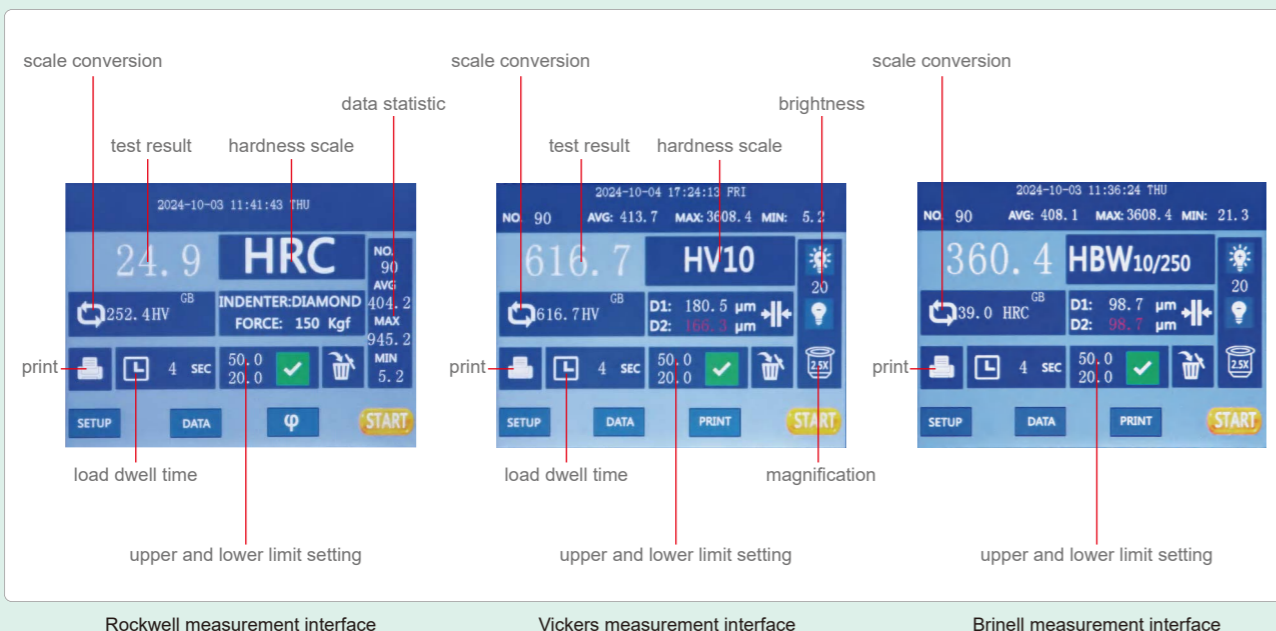 scale conversion
data statistic
test result
hardness scale
2024-10-03 11:41:43 THU
24.9
HRC
NO.
90
AVG
404.2
MAX
945.2
MIN
5.2
252.4HV
GB
INDENTER:DIAMOND
FORCE: 150 Kgf
print
L
4 SEC
50.0
20.0
SETUP
DATA
φ
START
load dwell time
upper and lower limit setting
Rockwell measurement interface
scale conversion
brightness
test result
hardness scale
2024-10-04 17:24:13 FRI
NO. 90 AVG: 413.7 MAX: 3608.4 MIN: 5.2
616.7
HV10
20
616.7HV
GB
D1: 180.5 μm
D2: 166.3 μm
print
L
4 SEC
50.0
20.0
2.5X
SETUP
DATA
PRINT
START
load dwell time
magnification
upper and lower limit setting
Vickers measurement interface
scale conversion
2024-10-03 11:36:24 THU
NO. 90 AVG: 408.1 MAX: 3608.4 MIN: 21.3
360.4
HBW10/250
20
39.0 HRC
GB
D1: 98.7 μm
D2: 98.7 μm
print
L
4 SEC
50.0
20.0
2.5X
SETUP
DATA
PRINT
START
upper and lower limit setting
Brinell measurement interface